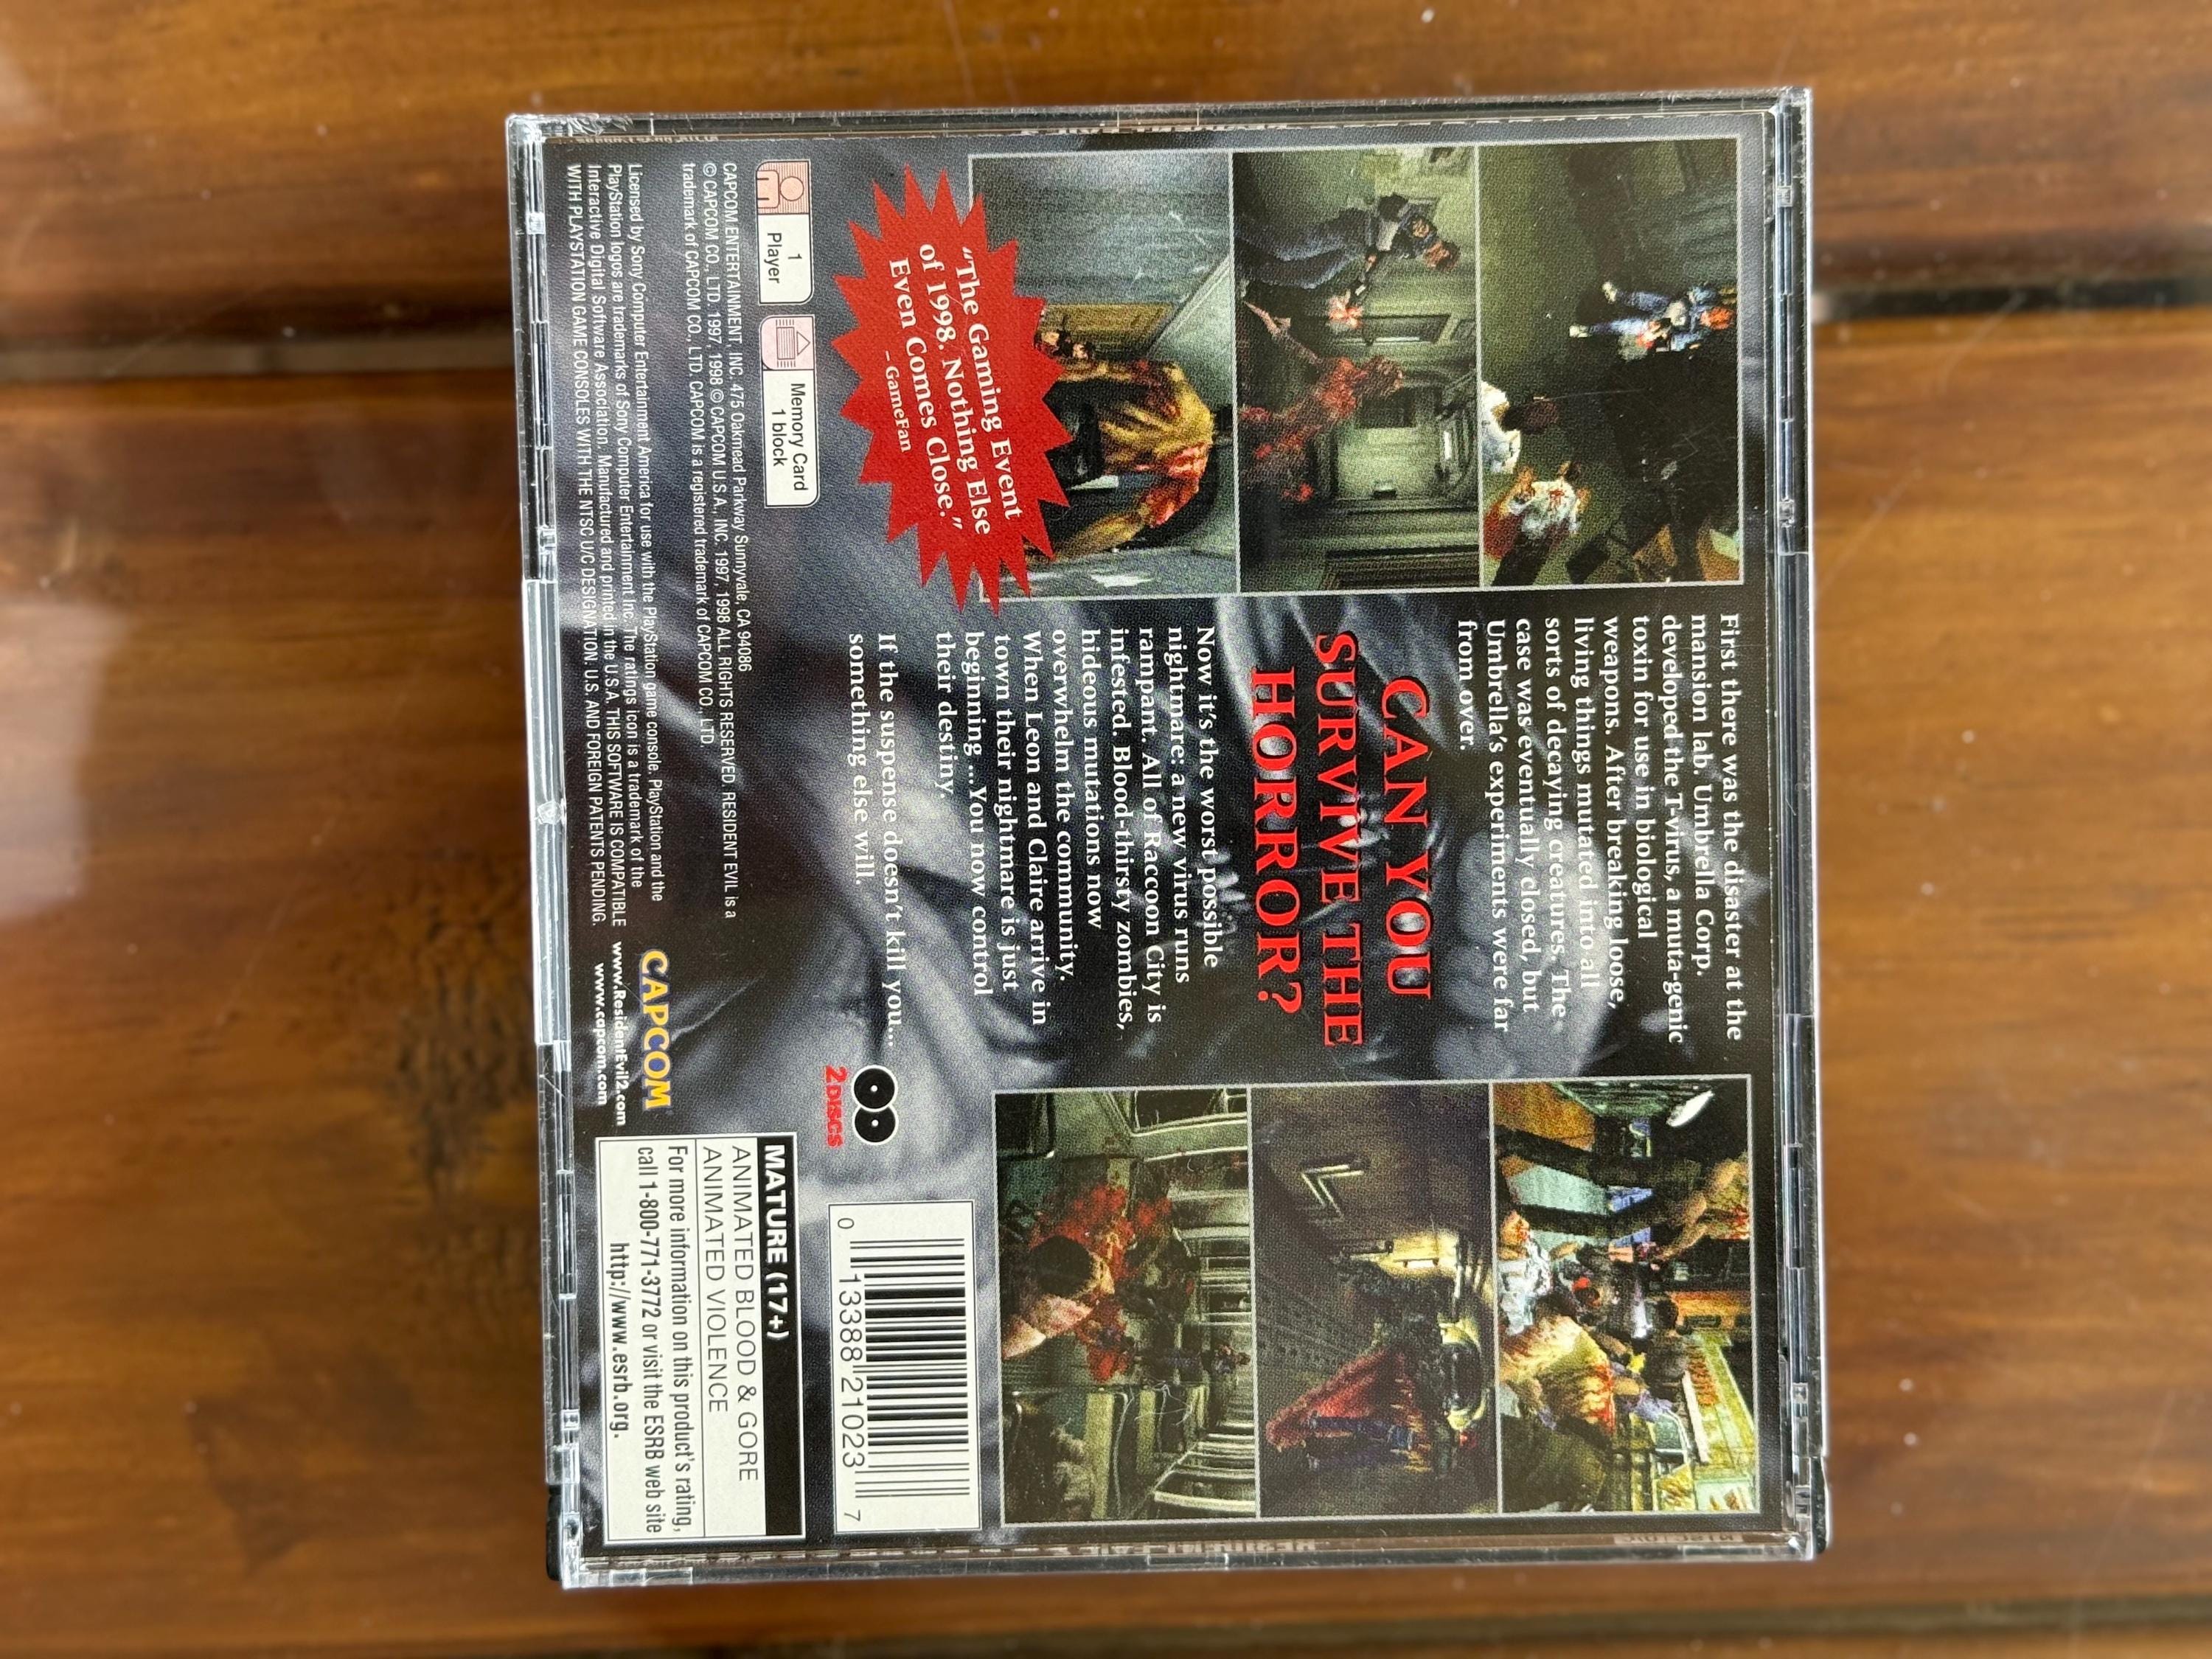 First there was the disaster at the
mansion lab. Umbrella Corp.
developed the T-virus, a muta-genic
toxin for use in biological
weapons. After breaking loose,
living things mutated into all
sorts of decaying creatures. The
case was eventually closed, but
Umbrella's experiments were far
from over.
CAN YOU
SURVIVE THE
HORROR?
Now it's the worst possible
nightmare; a new virus runs
rampant. All of Raccoon City is
infested. Blood-thirsty zombies,
hideous mutations now
overwhelm the community.
When Leon and Claire arrive in
town their nightmare is just
beginning ...You now control
their destiny.
If the suspense doesn't kill you...
something else will.
"The Gaming Event
of 1998. Nothing Else
Even Comes Close."
- GameFan
1
Player
Memory Card
1 block
2DISCS
0 13388 21023 7
CAPCOM ENTERTAINMENT, INC. 475 Oakmead Parkway Sunnyvale, CA 94086
© CAPCOM CO., LTD. 1997, 1998 © CAPCOM U.S.A., INC. 1997, 1998 ALL RIGHTS RESERVED. RESIDENT EVIL is a
trademark of CAPCOM CO., LTD. CAPCOM is a registered trademark of CAPCOM CO., LTD.
Licensed by Sony Computer Entertainment America for use with the PlayStation game console. PlayStation and the
PlayStation logos are trademarks of Sony Computer Entertainment Inc. The ratings Icon is a trademark of the
Interactive Digital Software Association. Manufactured and printed in the U.S.A. THIS SOFTWARE IS COMPATIBLE
WITH PLAYSTATION GAME CONSOLES WITH THE NTSC U/C DESIGNATION. U.S. AND FOREIGN PATENTS PENDING.
CAPCOM
www.ResidentEvil2.com
www.capcom.com
MATURE (17+)
ANIMATED BLOOD & GORE
ANIMATED VIOLENCE
For more information on this product's rating,
call 1-800-771-3772 or visit the ESRB web site
http://www.esrb.org.